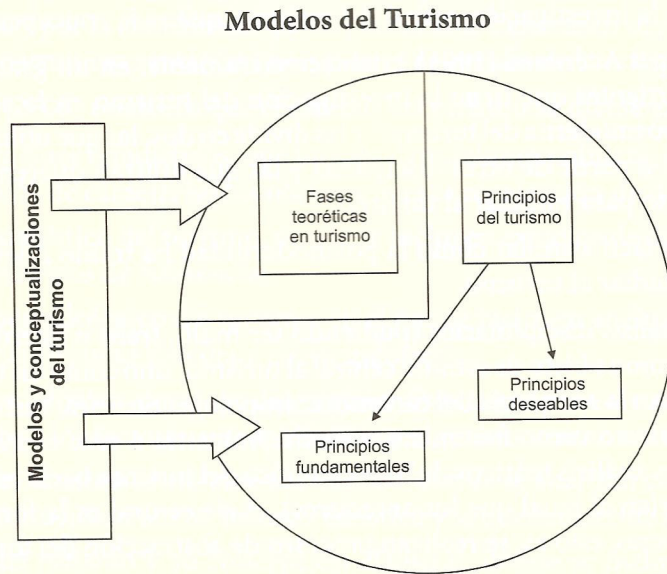 Modelos del Turismo
Modelos y conceptualizaciones
del turismo
Fases
teoréticas
en turismo
Principios
del turismo
Principios
deseables
Principios
fundamentales